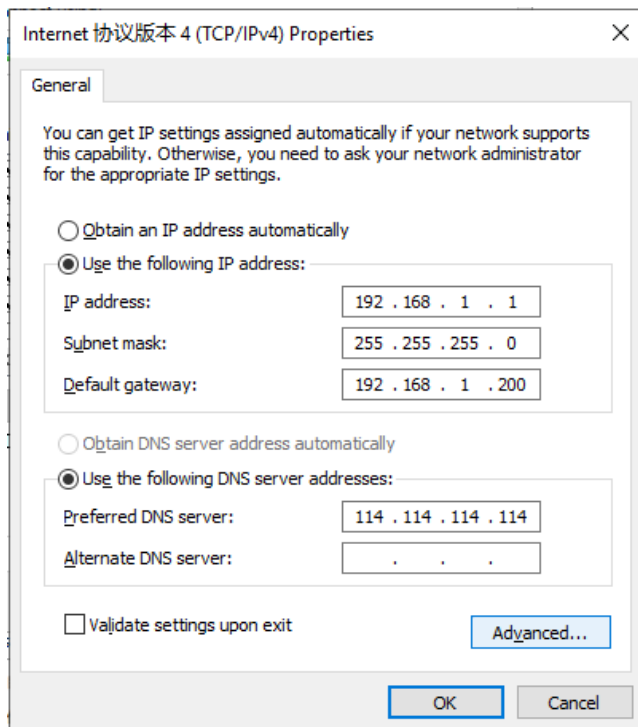 Internet 协议版本 4 (TCP/IPv4) Properties
General
You can get IP settings assigned automatically if your network supports
this capability. Otherwise, you need to ask your network administrator
for the appropriate IP settings.
Obtain an IP address automatically
Use the following IP address:
IP address: 192 . 168 . 1 . 1
Subnet mask: 255 . 255 . 255 . 0
Default gateway: 192 . 168 . 1 . 200
Obtain DNS server address automatically
Use the following DNS server addresses:
Preferred DNS server: 114 . 114 . 114 . 114
Alternate DNS server: . . .
Validate settings upon exit
Advanced...
OK Cancel